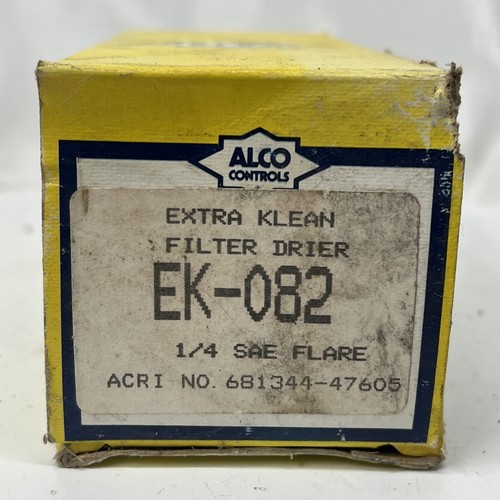 ALCO
CONTROLS
EXTRA KLEAN
FILTER DRIER
EK-082
1/4 SAE FLARE
ACRI NO. 681344-47605